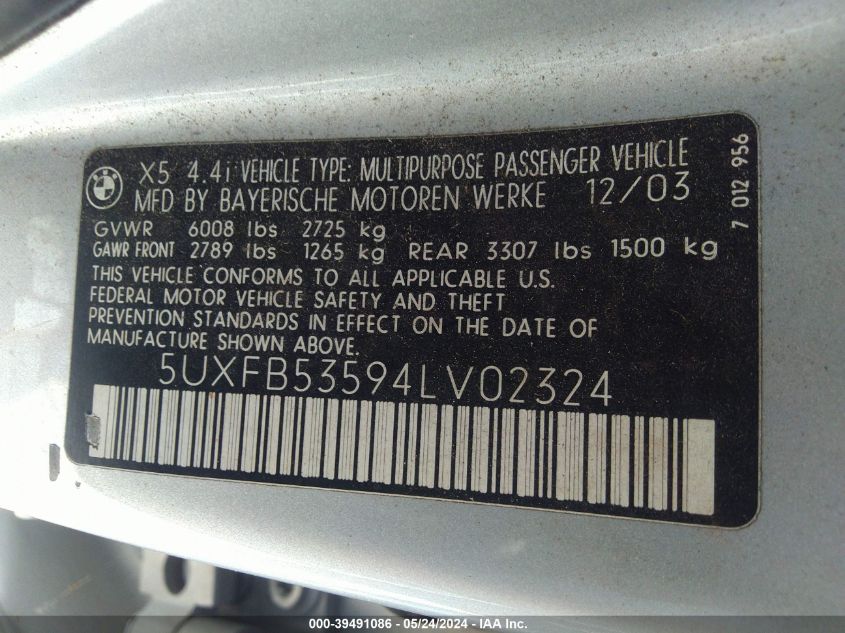 BMW
X5 4.4i VEHICLE TYPE: MULTIPURPOSE PASSENGER VEHICLE
MFD BY BAYERISCHE MOTOREN WERKE 12/03
GVWR 6008 lbs 2725 kg
GAWR FRONT 2789 lbs 1265 kg REAR 3307 lbs 1500 kg
THIS VEHICLE CONFORMS TO ALL APPLICABLE U.S.
FEDERAL MOTOR VEHICLE SAFETY AND THEFT
PREVENTION STANDARDS IN EFFECT ON THE DATE OF
MANUFACTURE SHOWN ABOVE.
5UXFB53594LV02324
7 012 956
000-39491086 - 05/24/2024 - IAA Inc.